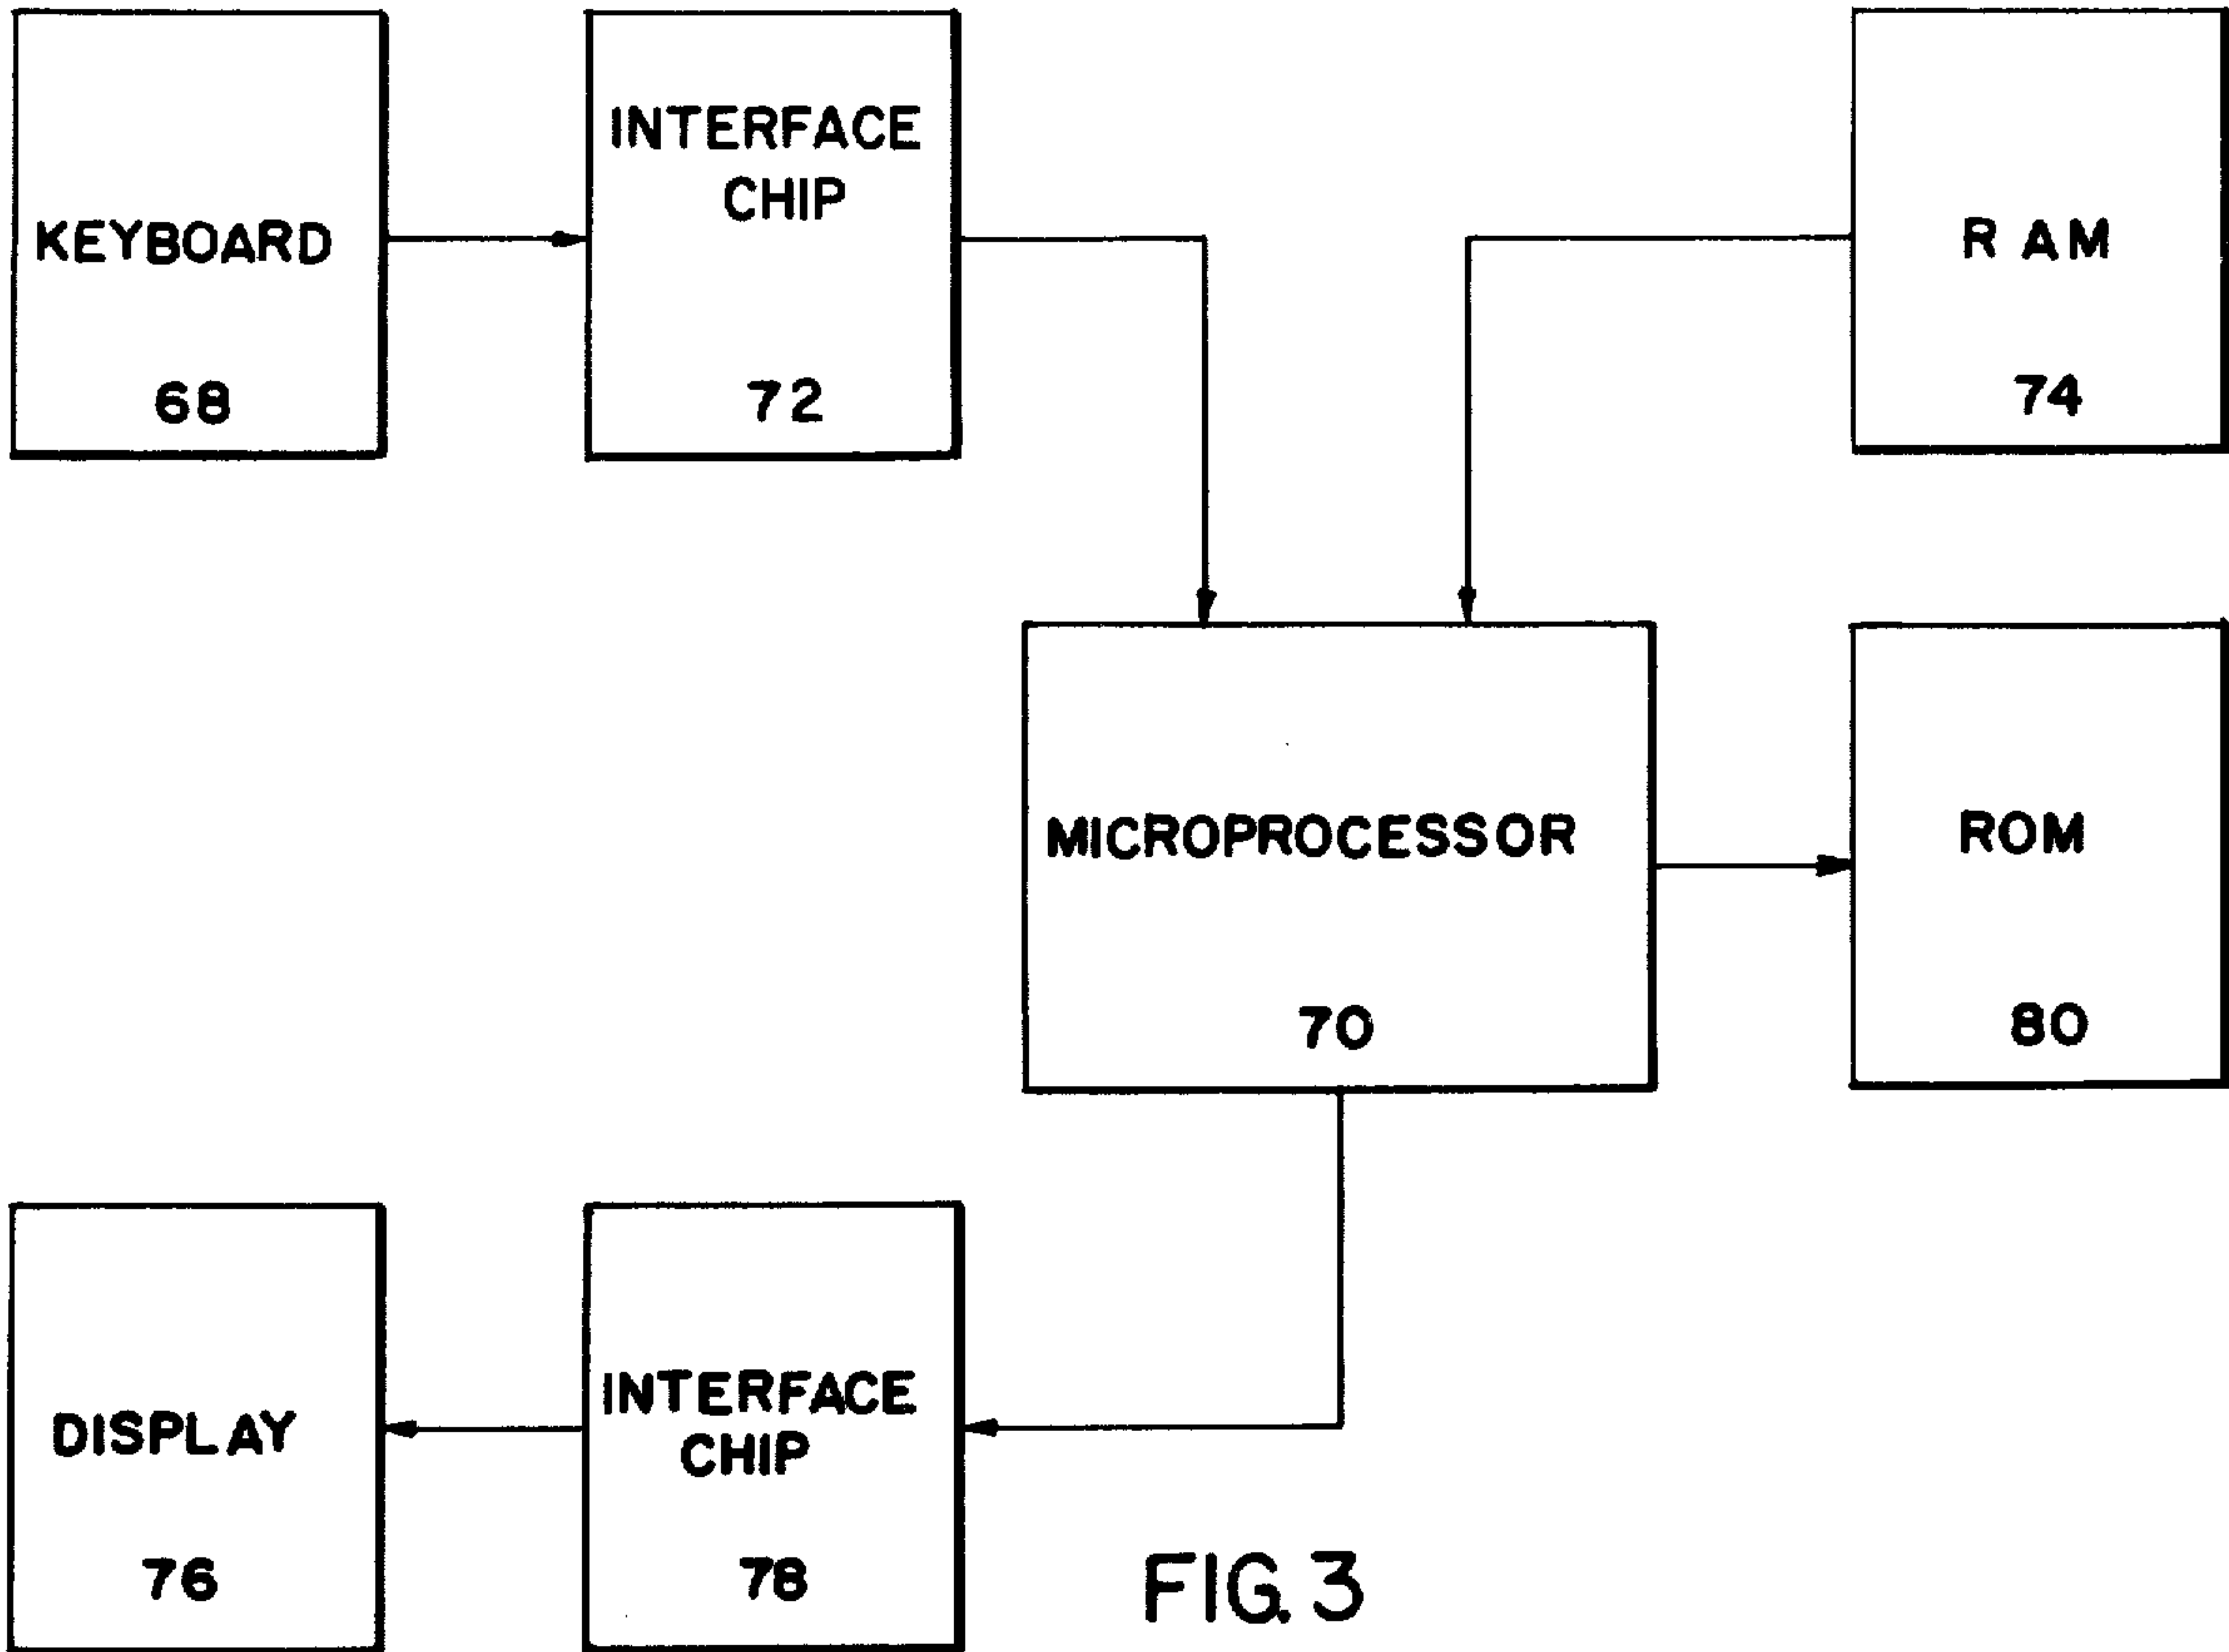 KEYBOARD
68
INTERFACE
CHIP
72
R AM
74
MICROPROCESSOR
70
ROM
80
DISPLAY
76
INTERFACE
CHIP
78
FIG. 3